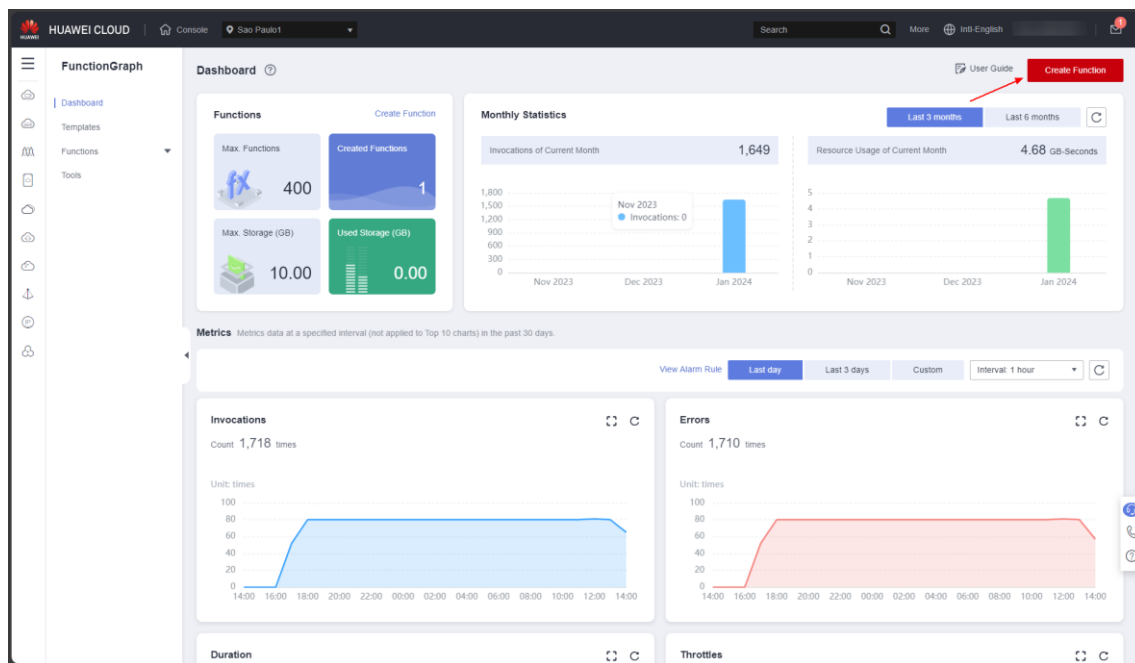 HUAWEI
HUAWEI CLOUD
Console
Sao Paulo1
Search
More
Intl-English
1
FunctionGraph
Dashboard
Templates
Functions
Tools
Dashboard
User Guide
Create Function
Functions
Create Function
Max. Functions
400
Created Functions
1
Max. Storage (GB)
10.00
Used Storage (GB)
0.00
Monthly Statistics
Last 3 months
Last 6 months
Invocations of Current Month
1,649
1,800
1,500
1,200
900
600
300
0
Nov 2023
Invocations: 0
Nov 2023 Dec 2023 Jan 2024
Resource Usage of Current Month
4.68 GB-Seconds
5
4
3
2
1
0
Nov 2023 Dec 2023 Jan 2024
Metrics Metrics data at a specified interval (not applied to Top 10 charts) in the past 30 days.
View Alarm Rule
Last day
Last 3 days
Custom
Interval: 1 hour
Invocations
Count 1,718 times
Unit: times
100
80
60
40
20
0
14:00 16:00 18:00 20:00 22:00 00:00 02:00 04:00 06:00 08:00 10:00 12:00 14:00
Errors
Count 1,710 times
Unit: times
100
80
60
40
20
0
14:00 16:00 18:00 20:00 22:00 00:00 02:00 04:00 06:00 08:00 10:00 12:00 14:00
Duration
Throttles